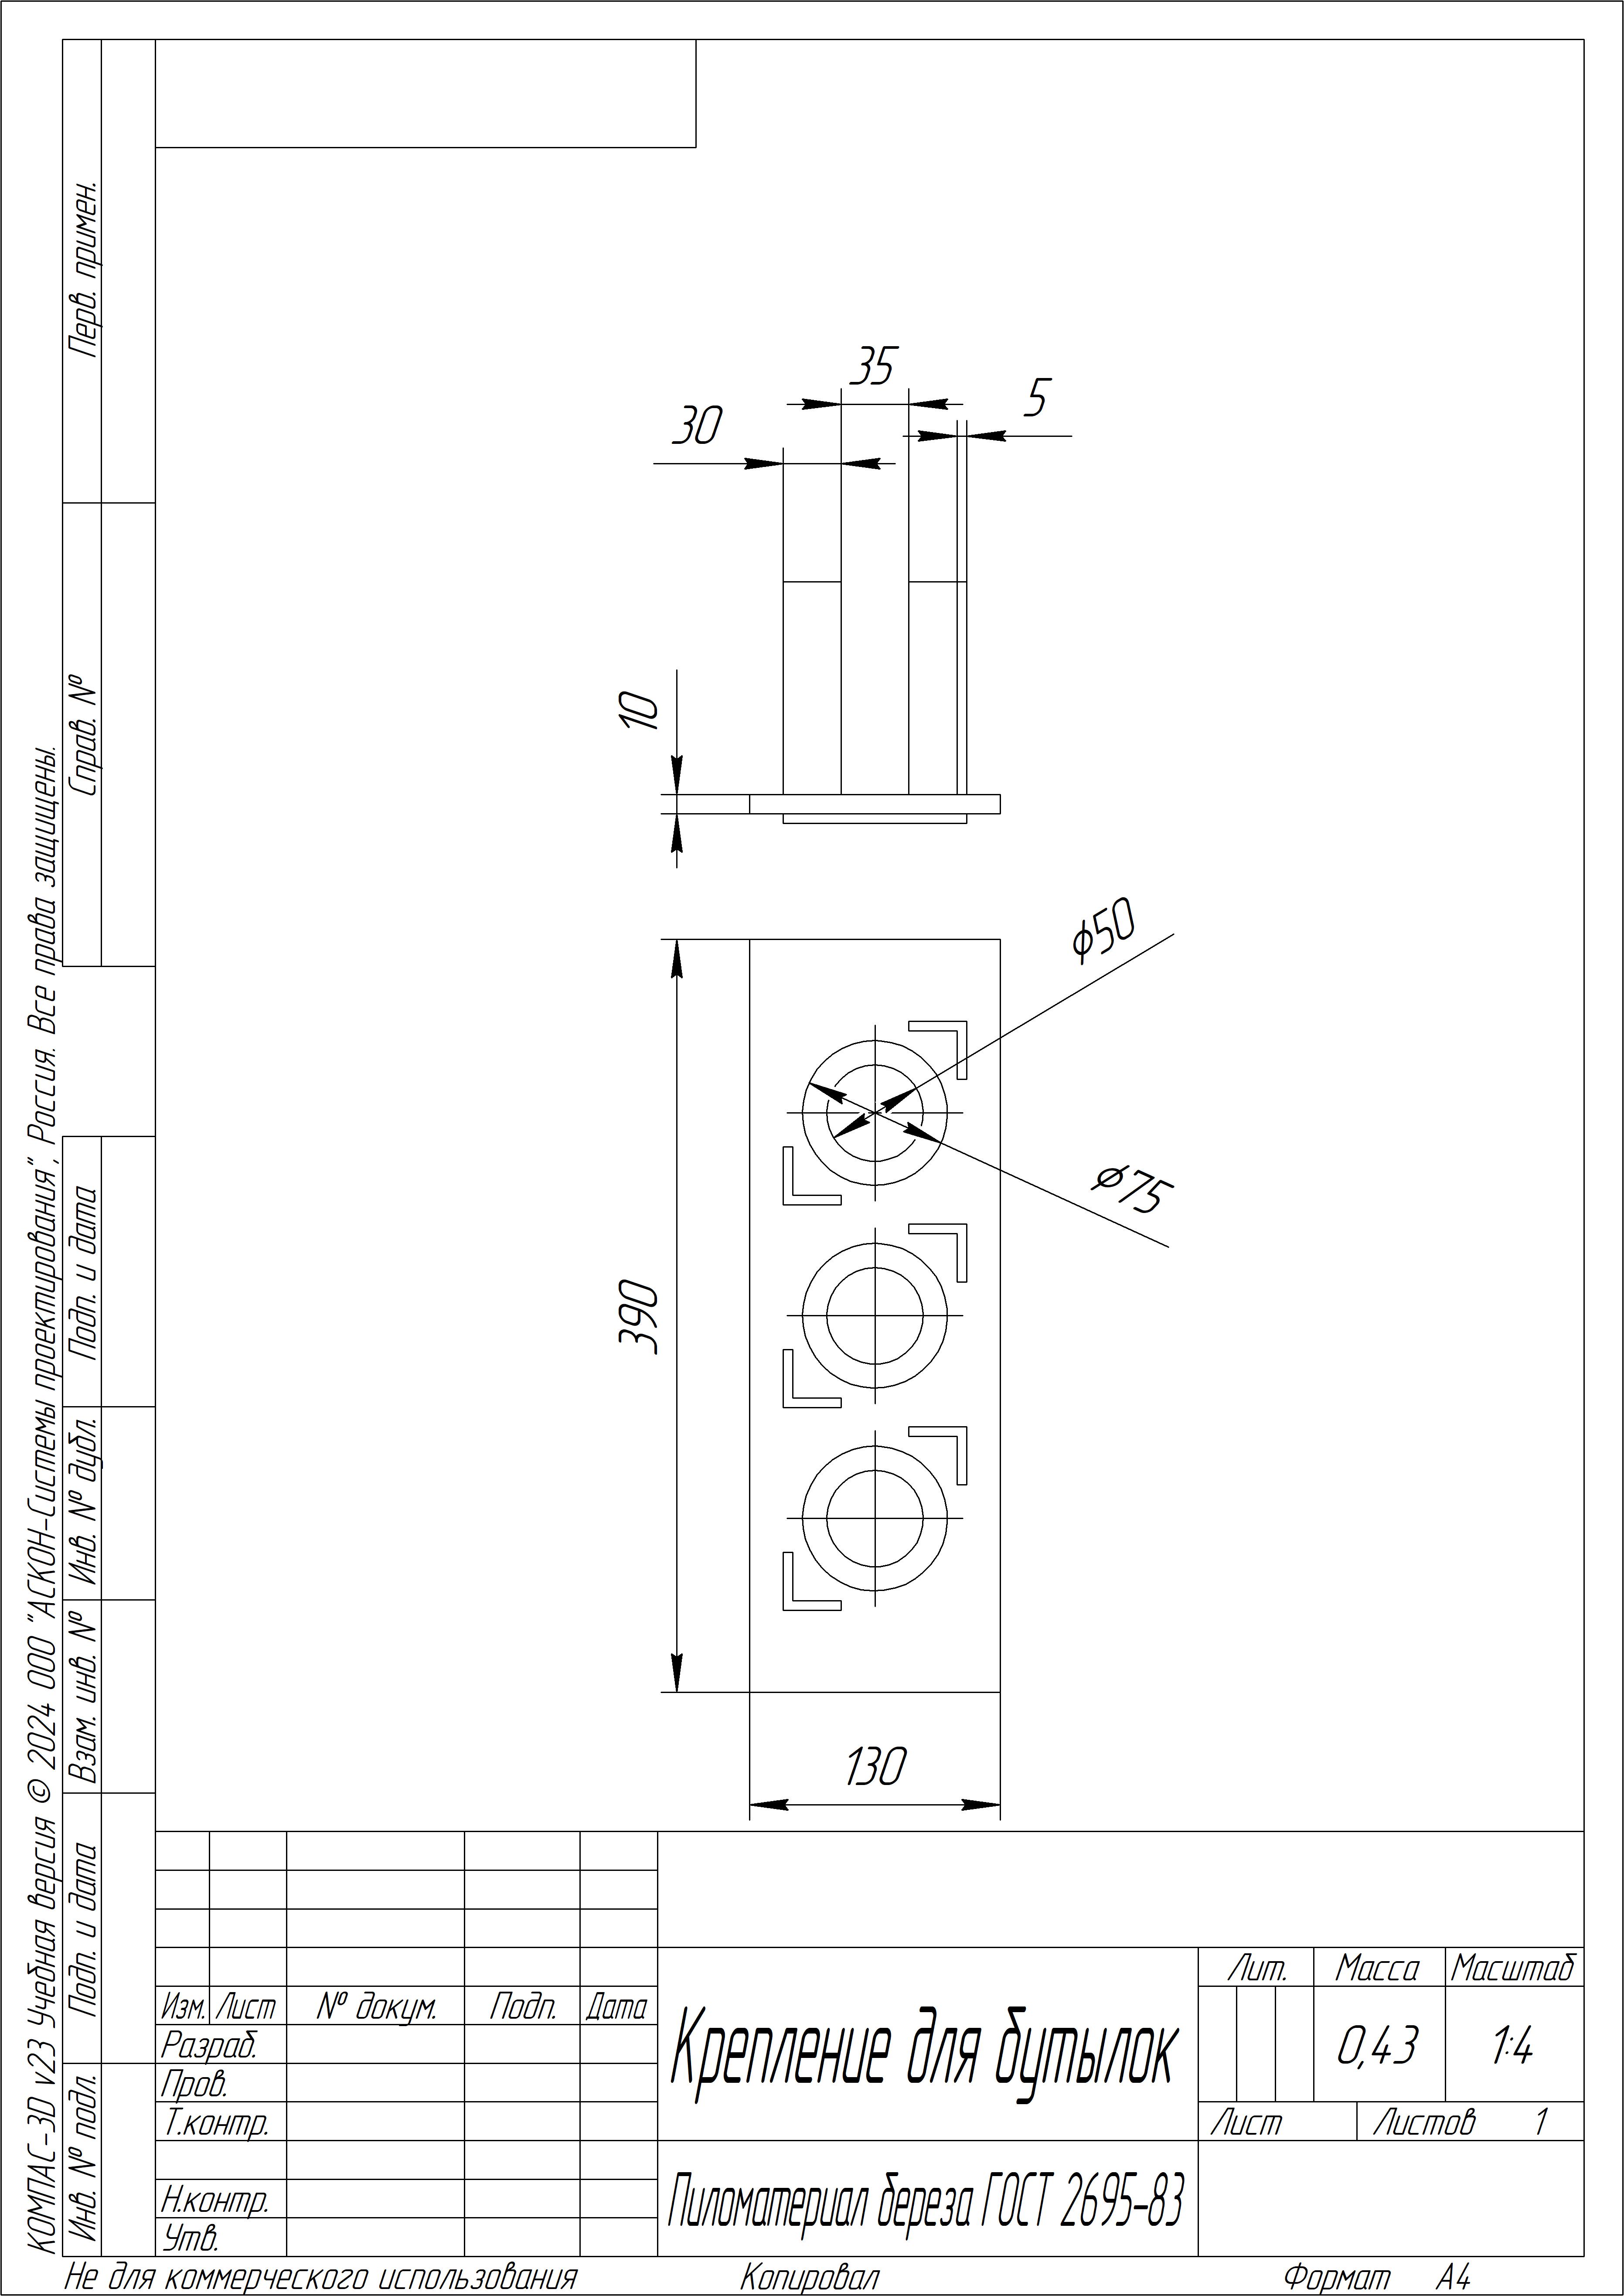 Перв. примен.
Справ. №
Подп. и дата
Инв. № дубл.
Взам. инв. №
Подп. и дата
Инв. № подл.
КОМПАС-3D v23 Учебная версия © 2024 ООО "АСКОН-Системы проектирования", Россия. Все права защищены.
35
5
30
10
⌀50
⌀75
390
130
Изм. Лист № докум. Подп. Дата
Разраб.
Пров.
Т.контр.
Н.контр.
Утв.
Крепление для бутылок
Лит. Масса Масштаб
0,43 1:4
Лист Листов 1
Пиломатериал береза ГОСТ 2695-83
Не для коммерческого использования Копировал Формат А4